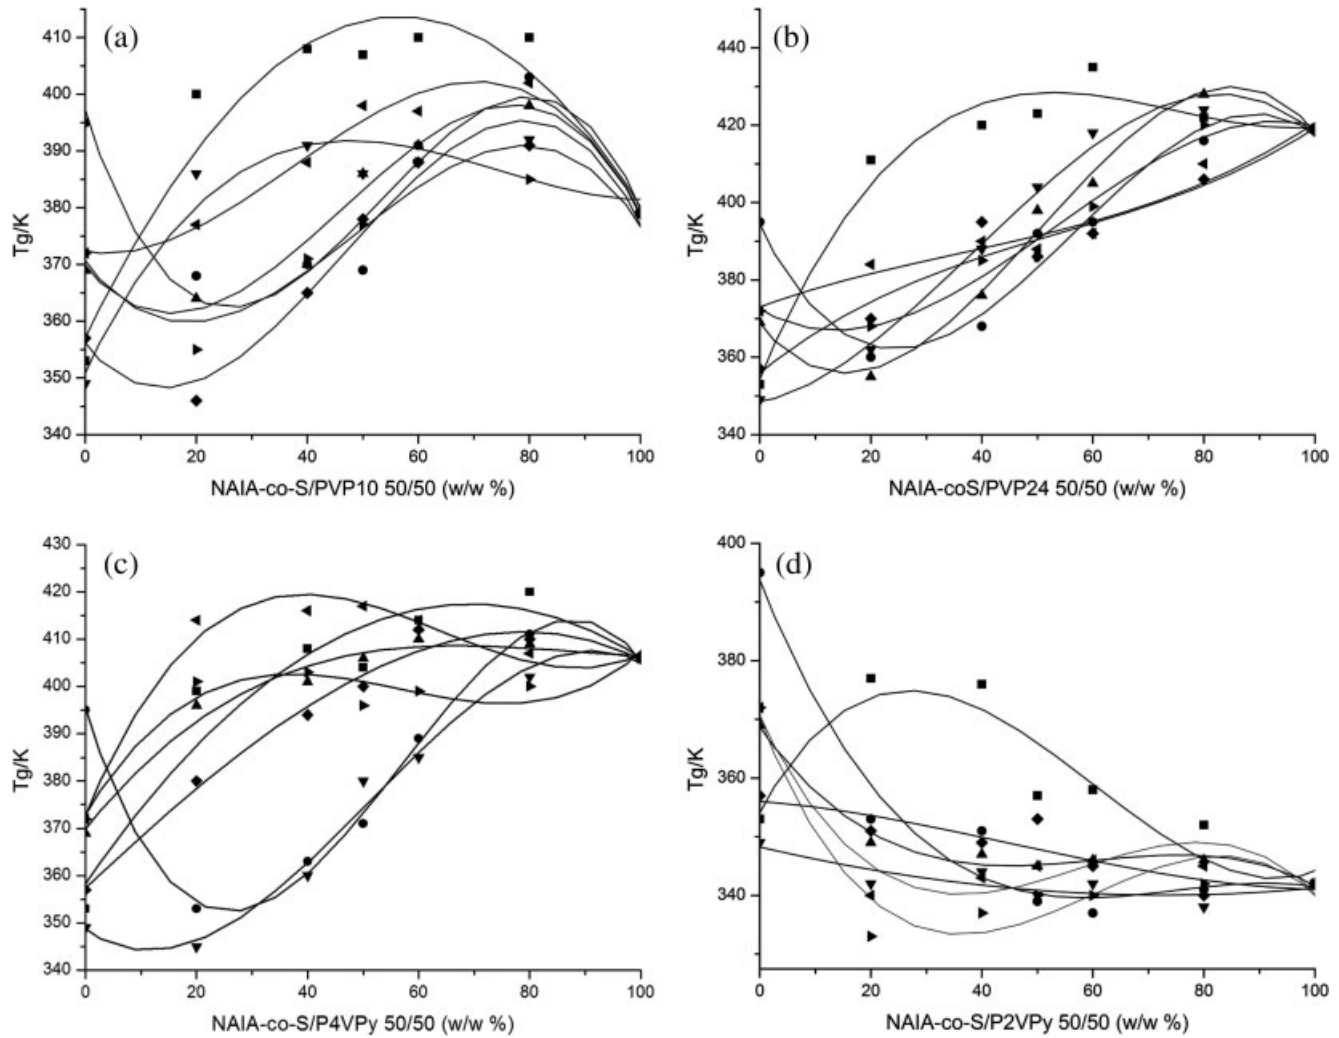 (a)
410
400
390
380
370
360
350
340
Tg/K
0 20 40 60 80 100
NAIA-co-S/PVP10 50/50 (w/w %)
(b)
440
420
400
380
360
340
Tg/K
0 20 40 60 80 100
NAIA-coS/PVP24 50/50 (w/w %)
(c)
430
420
410
400
390
380
370
360
350
340
Tg/K
0 20 40 60 80 100
NAIA-co-S/P4VPy 50/50 (w/w %)
(d)
400
380
360
340
Tg/K
0 20 40 60 80 100
NAIA-co-S/P2VPy 50/50 (w/w %)